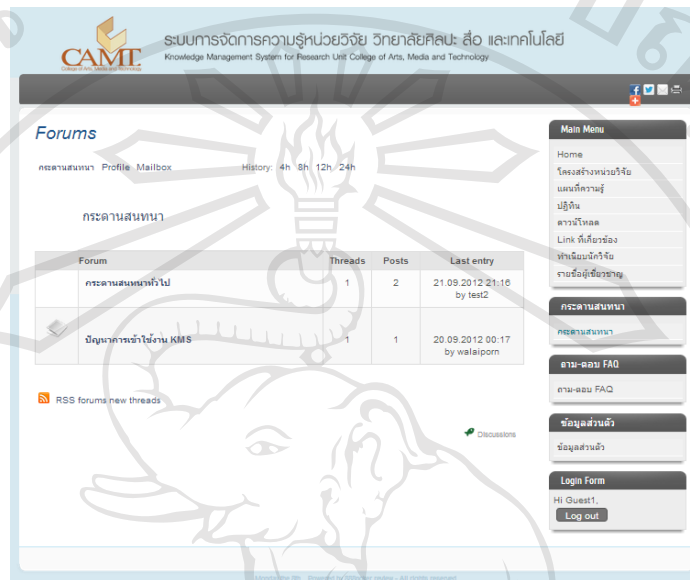 CAMT
College of Arts, Media and Technology
ระบบการจัดการความรู้หน่วยวิจัย วิทยาลัยศิลปะ สื่อ และเทคโนโลยี
Knowledge Management System for Research Unit College of Arts, Media and Technology
Forums
กระดานสนทนา Profile Mailbox History: 4h 8h 12h 24h
กระดานสนทนา
Forum Threads Posts Last entry
กระดานสนทนาทั่วไป 1 2 21.09.2012 21:16
by test2
ปัญหาการเข้าใช้งาน KMS 1 1 20.09.2012 00:17
by walaiporn
RSS forums new threads
Discussions
Main Menu
Home
โครงสร้างหน่วยวิจัย
แผนที่ความรู้
ปฏิทิน
ดาวน์โหลด
Link ที่เกี่ยวข้อง
ทำเนียบนักวิจัย
รายชื่อผู้เชี่ยวชาญ
กระดานสนทนา
กระดานสนทนา
ถาม-ตอบ FAQ
ถาม-ตอบ FAQ
ข้อมูลส่วนตัว
ข้อมูลส่วนตัว
Login Form
Hi Guest1,
Log out